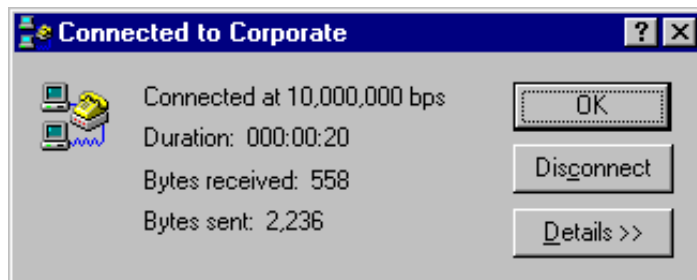 Connected to Corporate
Connected at 10,000,000 bps
Duration: 000:00:20
Bytes received: 558
Bytes sent: 2,236
OK
Disconnect
Details >>